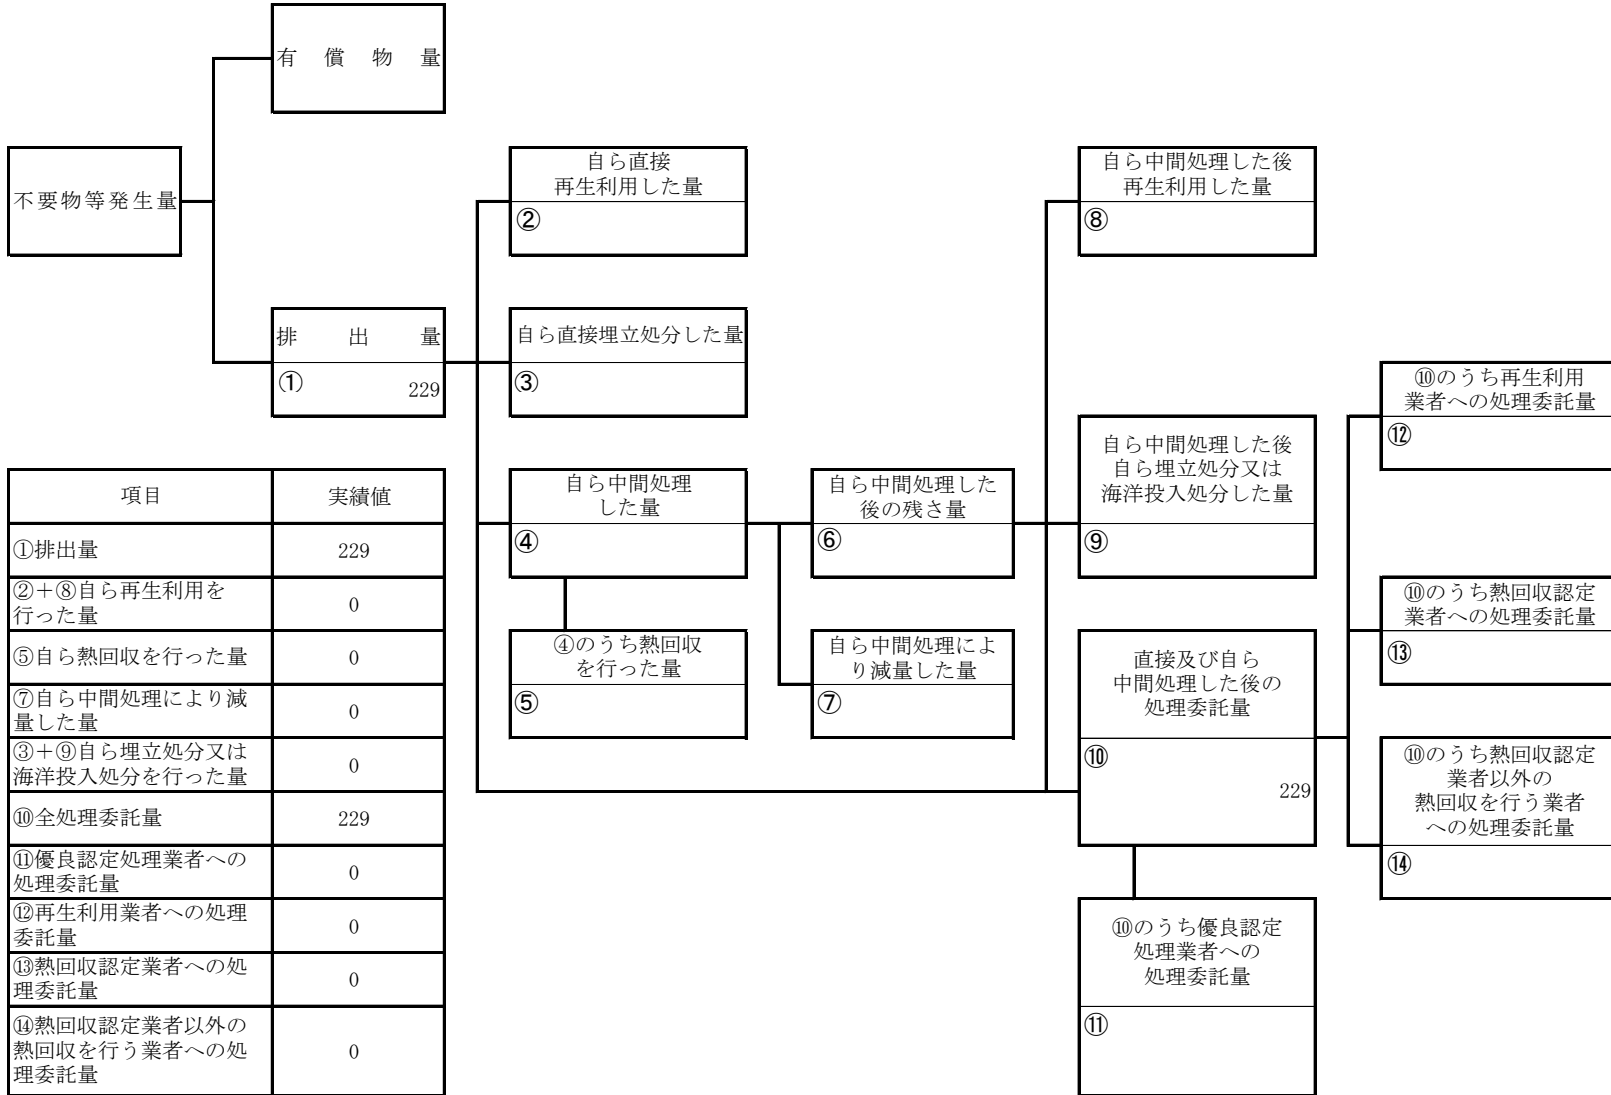 有償物量
不要物等発生量
排出量
① 229
自ら直接
再生利用した量
②
自ら直接埋立処分した量
③
自ら中間処理
した量
④
④のうち熱回収
を行った量
⑤
自ら中間処理した
後の残さ量
⑥
自ら中間処理によ
り減量した量
⑦
自ら中間処理した後
再生利用した量
⑧
自ら中間処理した後
自ら埋立処分又は
海洋投入処分した量
⑨
直接及び自ら
中間処理した後の
処理委託量
⑩
229
⑩のうち優良認定
処理業者への
処理委託量
⑪
⑩のうち再生利用
業者への処理委託量
⑫
⑩のうち熱回収認定
業者への処理委託量
⑬
⑩のうち熱回収認定
業者以外の
熱回収を行う業者
への処理委託量
⑭
項目 実績値
①排出量 229
②+⑧自ら再生利用を
行った量 0
⑤自ら熱回収を行った量 0
⑦自ら中間処理により減
量した量 0
③+⑨自ら埋立処分又は
海洋投入処分を行った量 0
⑩全処理委託量 229
⑪優良認定処理業者への
処理委託量 0
⑫再生利用業者への処理
委託量 0
⑬熱回収認定業者への処
理委託量 0
⑭熱回収認定業者以外の
熱回収を行う業者への処
理委託量 0